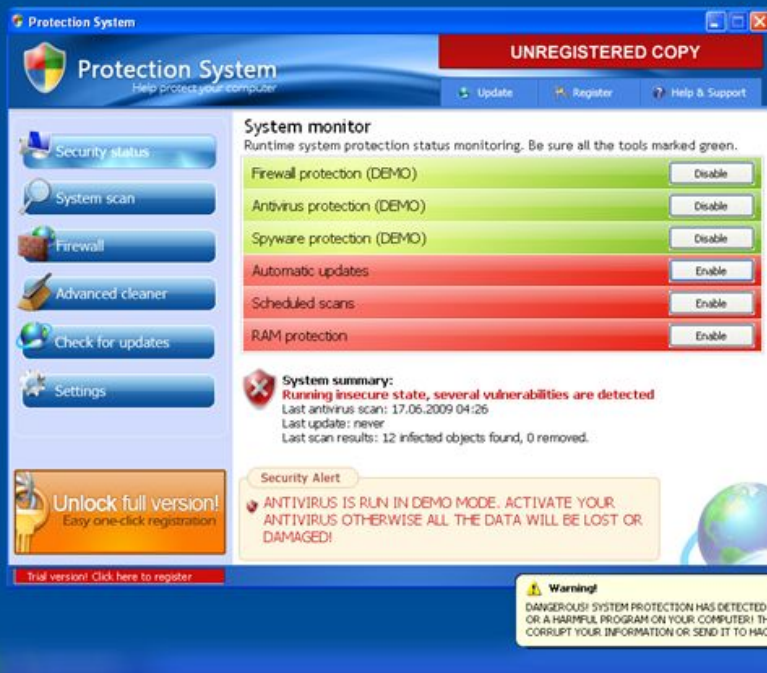 Protection System
Protection System
Help protect your computer
UNREGISTERED COPY
Update Register Help & Support
Security status
System scan
Firewall
Advanced cleaner
Check for updates
Settings
Unlock full version!
Easy one-click registration
Trial version! Click here to register
System monitor
Runtime system protection status monitoring. Be sure all the tools marked green.
Firewall protection (DEMO) Disable
Antivirus protection (DEMO) Disable
Spyware protection (DEMO) Disable
Automatic updates Enable
Scheduled scans Enable
RAM protection Enable
System summary:
Running insecure state, several vulnerabilities are detected
Last antivirus scan: 17.06.2009 04:26
Last update: never
Last scan results: 12 infected objects found, 0 removed.
Security Alert
ANTIVIRUS IS RUN IN DEMO MODE. ACTIVATE YOUR
ANTIVIRUS OTHERWISE ALL THE DATA WILL BE LOST OR
DAMAGED!
Warning!
DANGEROUS! SYSTEM PROTECTION HAS DETECTED
OR A HARMFUL PROGRAM ON YOUR COMPUTER! TH
CORRUPT YOUR INFORMATION OR SEND IT TO HAC